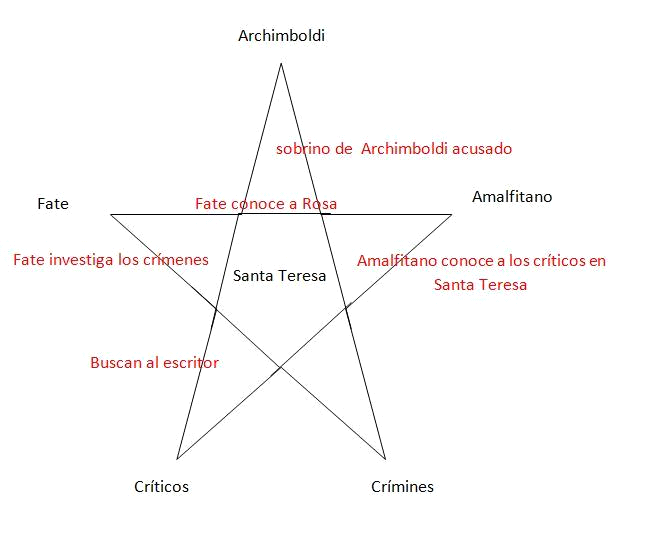 Archimboldi
sobrino de Archimboldi acusado
Fate
Fate conoce a Rosa
Amalfitano
Fate investiga los crímenes
Santa Teresa
Amalfitano conoce a los críticos en
Santa Teresa
Buscan al escritor
Críticos
Crímines